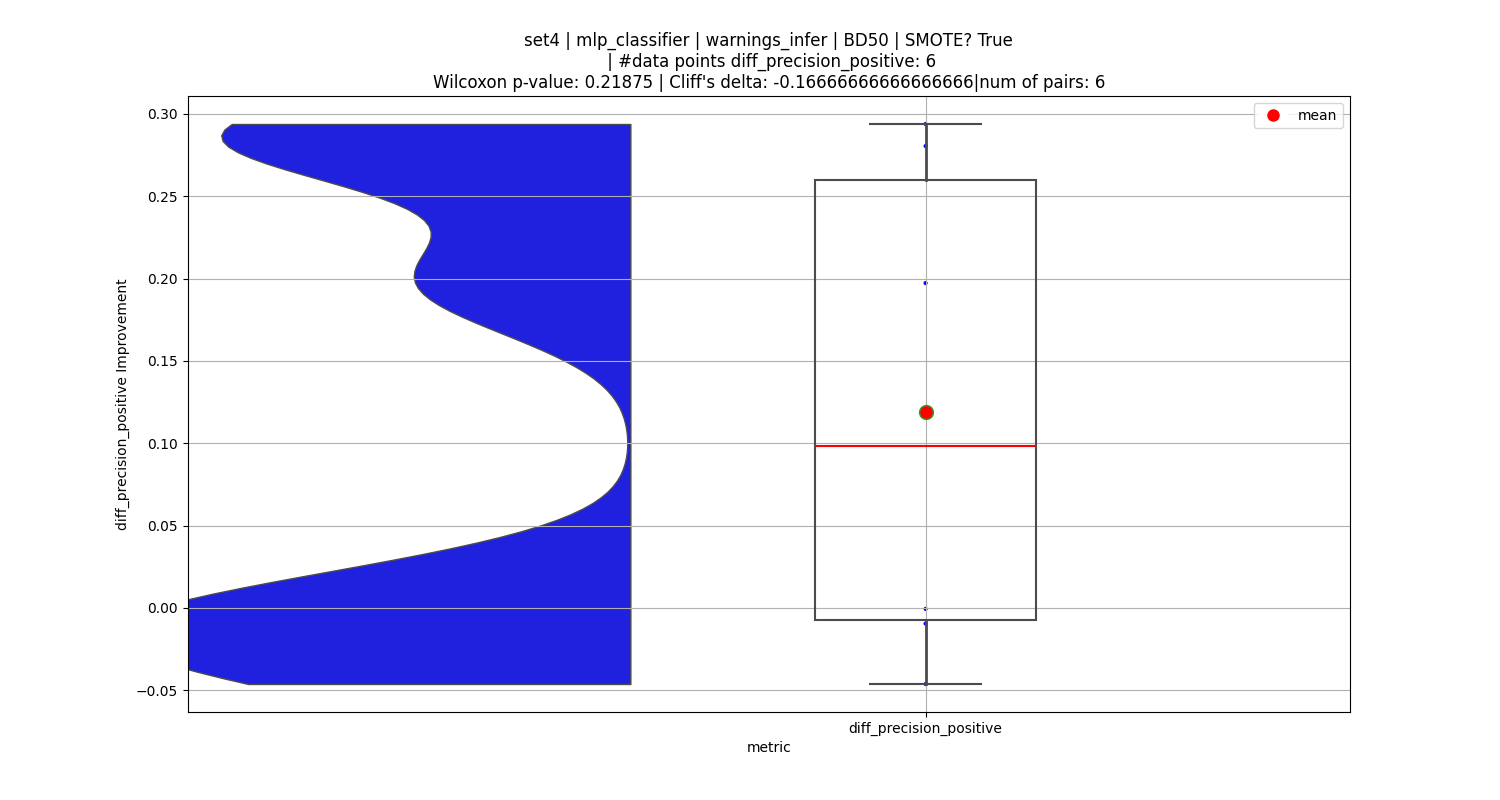 set4 | mlp_classifier | warnings_infer | BD50 | SMOTE? True
| #data points diff_precision_positive: 6
Wilcoxon p-value: 0.21875 | Cliff's delta: -0.16666666666666666|num of pairs: 6
mean
0.30
0.25
0.20
0.15
0.10
0.05
0.00
−0.05
diff_precision_positive Improvement
diff_precision_positive
metric